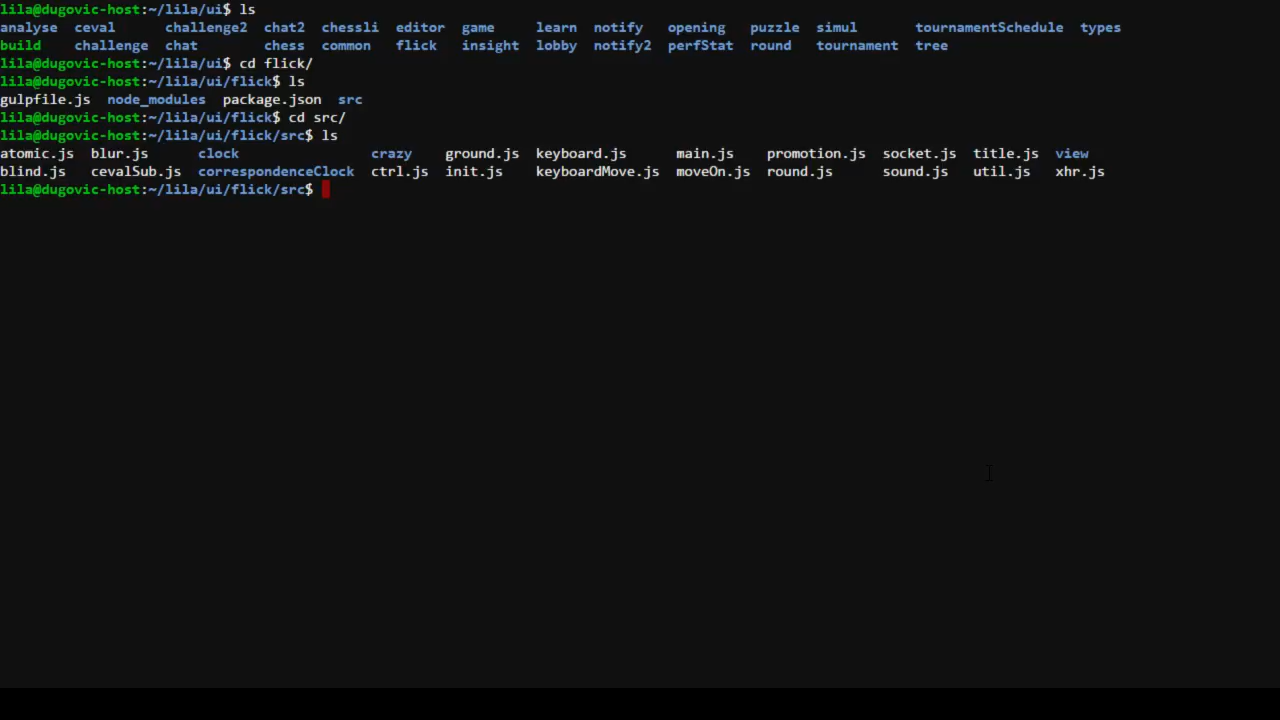 lila@dugovic-host:~/lila/ui$ ls
analyse  ceval      challenge2  chat2  chessli  editor  game     learn  notify   opening   puzzle  simul       tournamentSchedule  types
build    challenge  chat        chess  common   flick   insight  lobby  notify2  perfStat  round   tournament  tree
lila@dugovic-host:~/lila/ui$ cd flick/
lila@dugovic-host:~/lila/ui/flick$ ls
gulpfile.js  node_modules  package.json  src
lila@dugovic-host:~/lila/ui/flick$ cd src/
lila@dugovic-host:~/lila/ui/flick/src$ ls
atomic.js  blur.js      clock                crazy    ground.js  keyboard.js      main.js    promotion.js  socket.js  title.js  view
blind.js   cevalSub.js  correspondenceClock  ctrl.js  init.js    keyboardMove.js  moveOn.js  round.js      sound.js   util.js   xhr.js
lila@dugovic-host:~/lila/ui/flick/src$